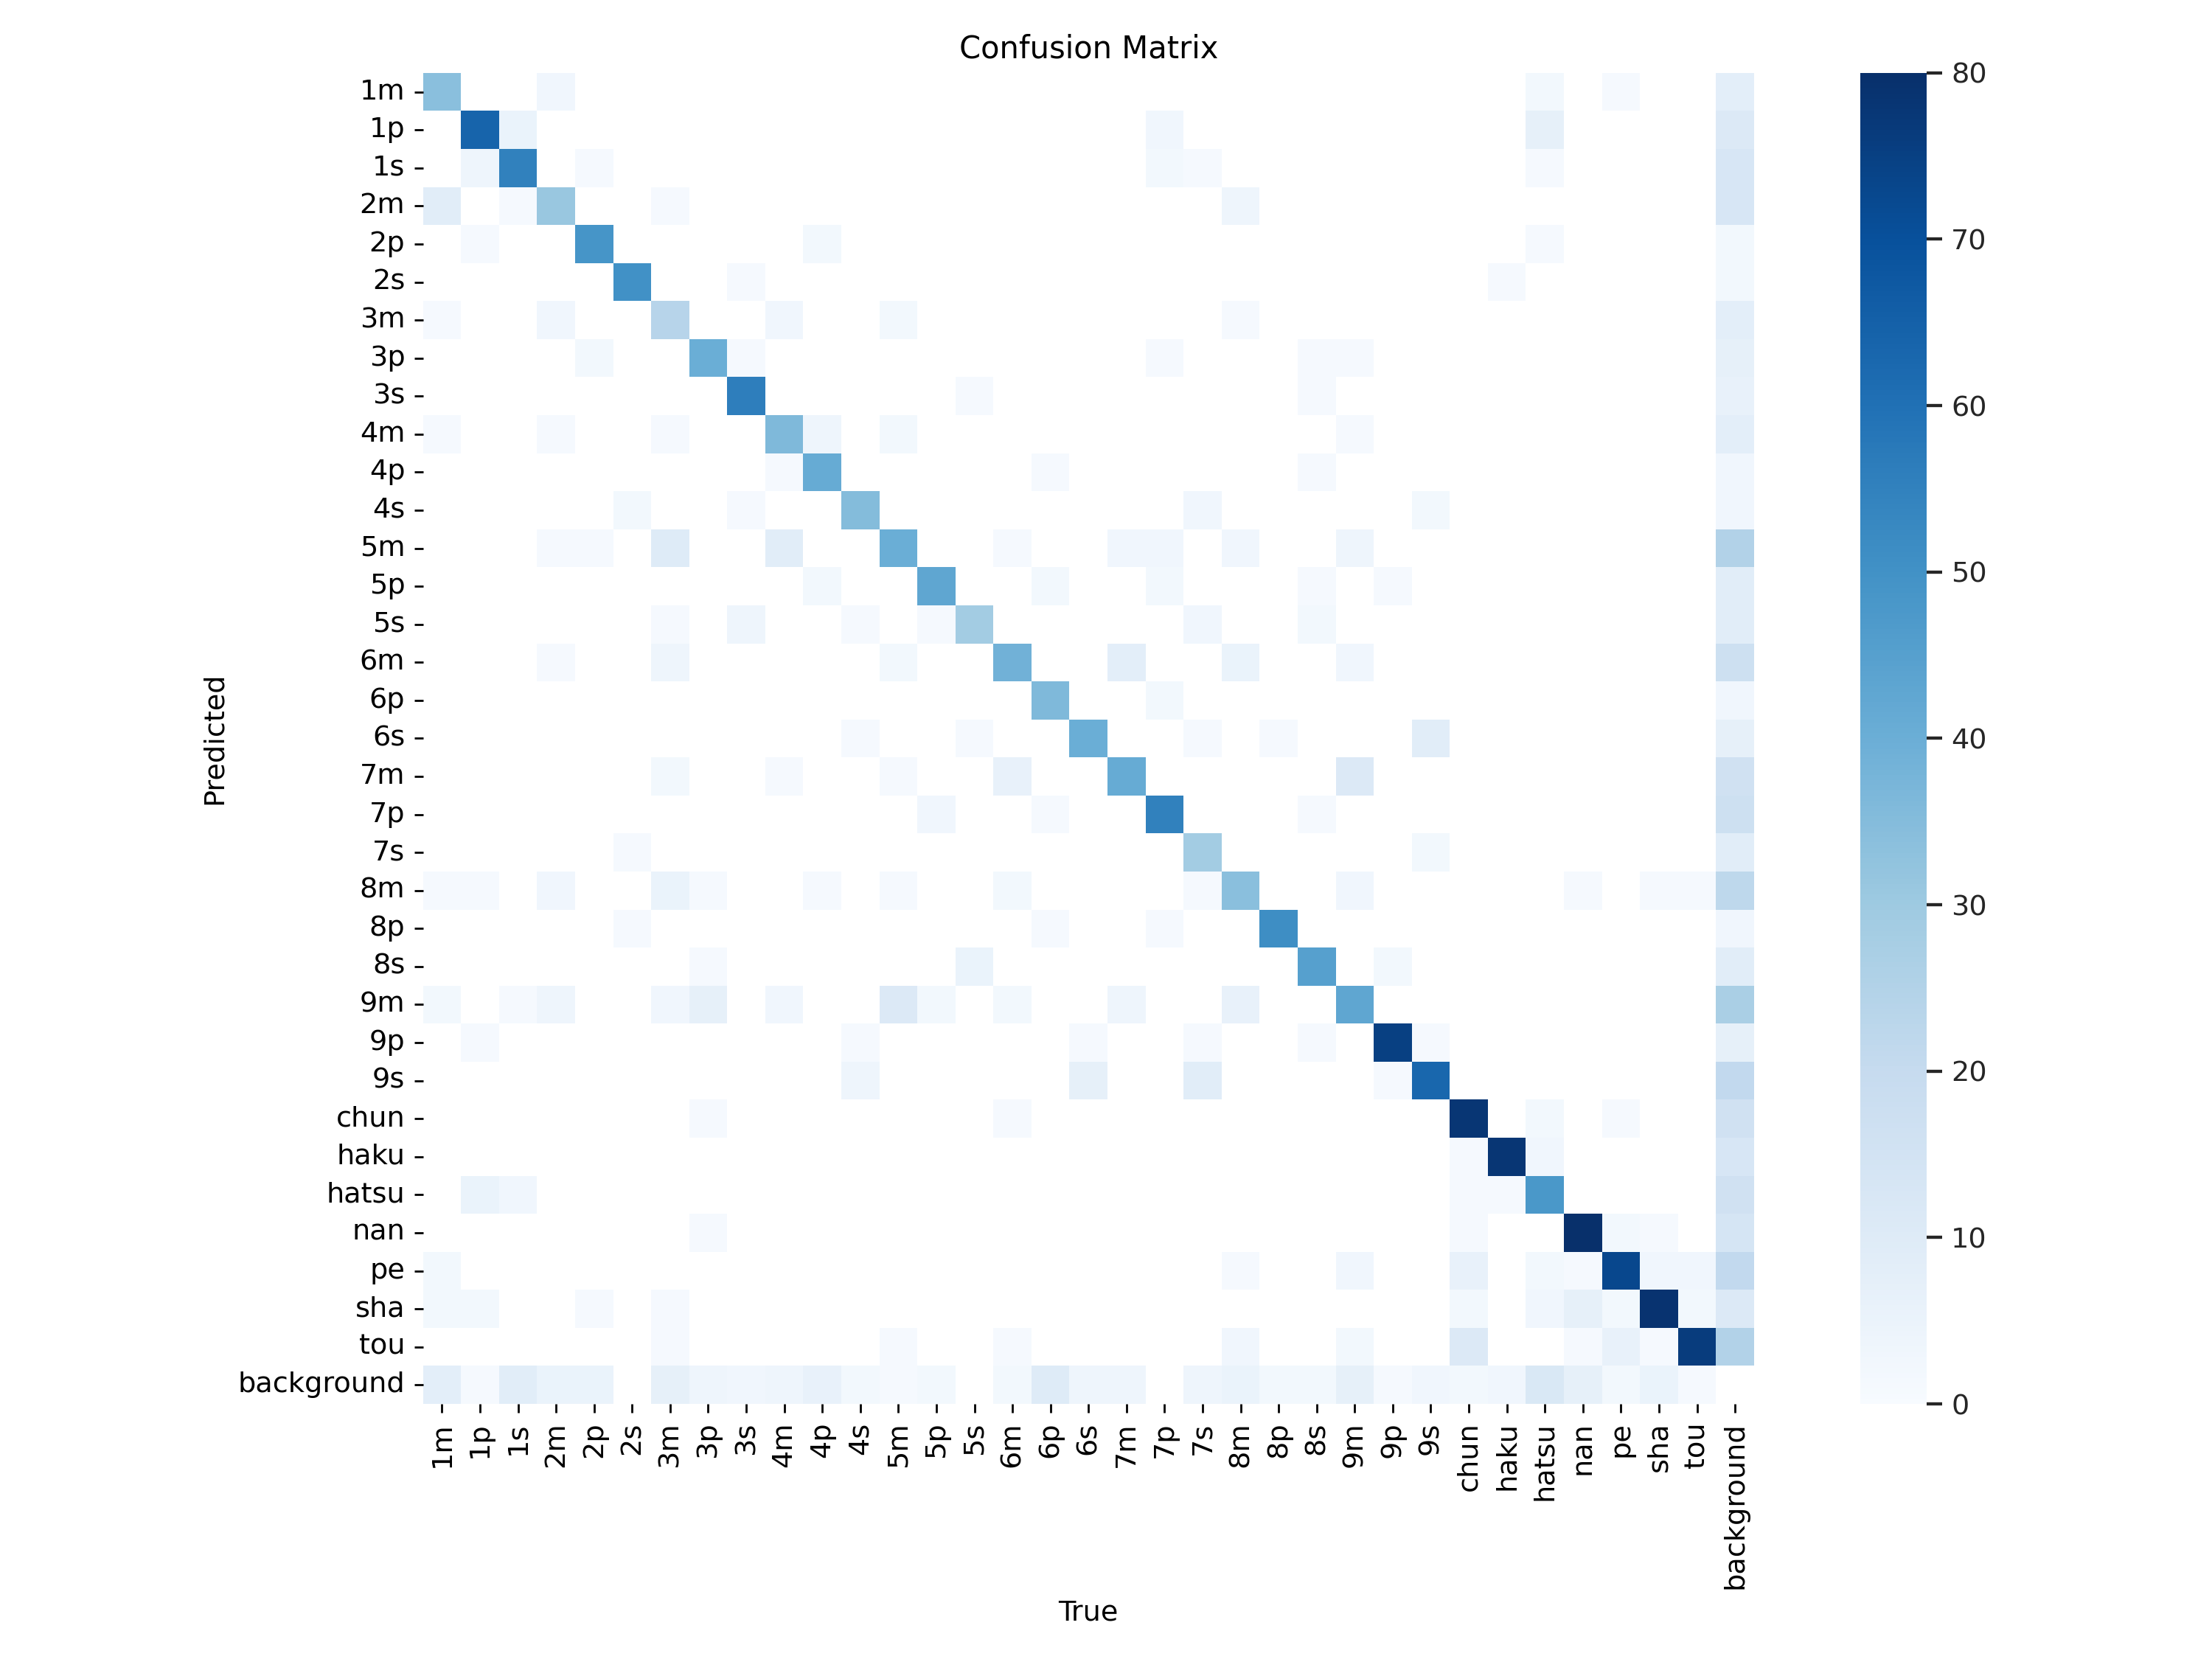 Confusion Matrix
1m
1p
1s
2m
2p
2s
3m
3p
3s
4m
4p
4s
5m
5p
5s
6m
6p
6s
7m
7p
7s
8m
8p
8s
9m
9p
9s
chun
haku
hatsu
nan
pe
sha
tou
background
Predicted
1m 1p 1s 2m 2p 2s 3m 3p 3s 4m 4p 4s 5m 5p 5s 6m 6p 6s 7m 7p 7s 8m 8p 8s 9m 9p 9s chun haku hatsu nan pe sha tou background
True
80
70
60
50
40
30
20
10
0